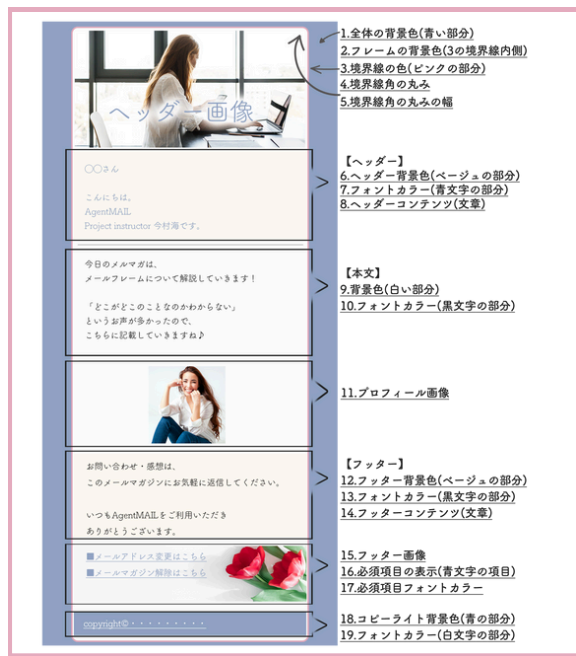 ヘッダー画像
〇〇さん
こんにちは。
AgentMAIL
Project instructor 今村海です。
今日のメルマガは、
メールフレームについて解説していきます！
「どこがどこのことなのかわからない」
というお声が多かったので、
こちらに記載していきますね♪
お問い合わせ・感想は、
このメールマガジンにお気軽に返信してください。
いつもAgentMAILをご利用いただき
ありがとうございます。
■メールアドレス変更はこちら
■メールマガジン解除はこちら
copyright©・・・・・・・・・
1.全体の背景色(青い部分)
2.フレームの背景色(3の境界線内側)
3.境界線の色(ピンクの部分)
4.境界線角の丸み
5.境界線角の丸みの幅
【ヘッダー】
6.ヘッダー背景色(ベージュの部分)
7.フォントカラー(青文字の部分)
8.ヘッダーコンテンツ(文章)
【本文】
9.背景色(白い部分)
10.フォントカラー(黒文字の部分)
11.プロフィール画像
【フッター】
12.フッター背景色(ベージュの部分)
13.フォントカラー(黒文字の部分)
14.フッターコンテンツ(文章)
15.フッター画像
16.必須項目の表示(青文字の項目)
17.必須項目フォントカラー
18.コピーライト背景色(青の部分)
19.フォントカラー(白文字の部分)